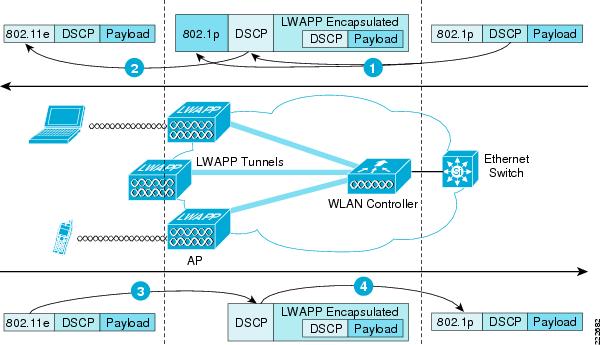 802.11e DSCP Payload
802.1p DSCP LWAPP Encapsulated
DSCP Payload
802.1p DSCP Payload
2
1
LWAPP
LWAPP
LWAPP
LWAPP Tunnels
AP
WLAN Controller
Si
Ethernet
Switch
3
4
802.11e DSCP Payload
DSCP LWAPP Encapsulated
DSCP Payload
802.1p DSCP Payload
222682